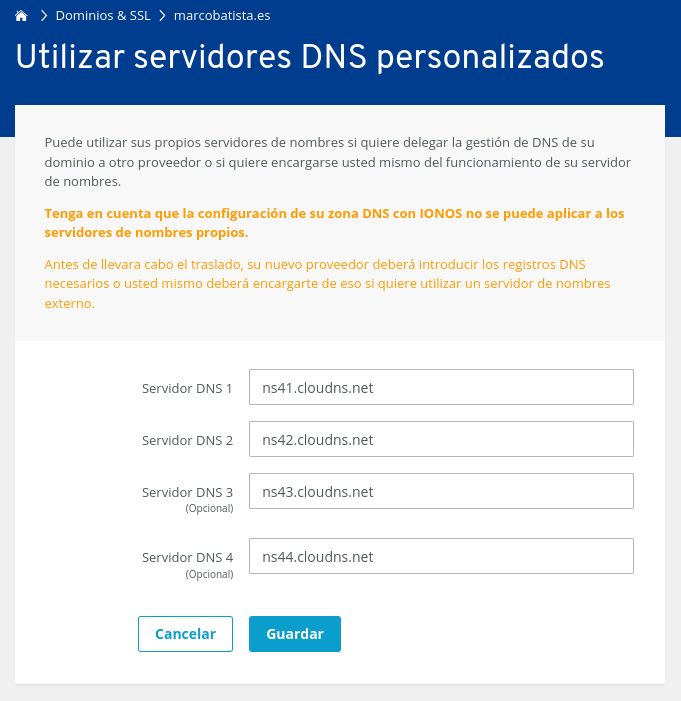 Dominios & SSL > marcobatista.es
Utilizar servidores DNS personalizados
Puede utilizar sus propios servidores de nombres si quiere delegar la gestión de DNS de su
dominio a otro proveedor o si quiere encargarse usted mismo del funcionamiento de su servidor
de nombres.
Tenga en cuenta que la configuración de su zona DNS con IONOS no se puede aplicar a los
servidores de nombres propios.
Antes de llevara cabo el traslado, su nuevo proveedor deberá introducir los registros DNS
necesarios o usted mismo deberá encargarte de eso si quiere utilizar un servidor de nombres
externo.
Servidor DNS 1 ns41.cloudns.net
Servidor DNS 2 ns42.cloudns.net
Servidor DNS 3 ns43.cloudns.net
(Opcional)
Servidor DNS 4 ns44.cloudns.net
(Opcional)
Cancelar Guardar